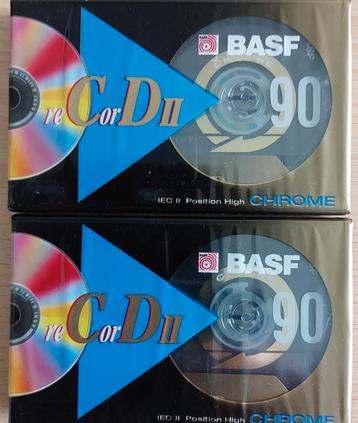 BASF
reCorDII
90
IEC II Position High CHROME
BASF
reCorDII
90
IEC II Position High CHROME